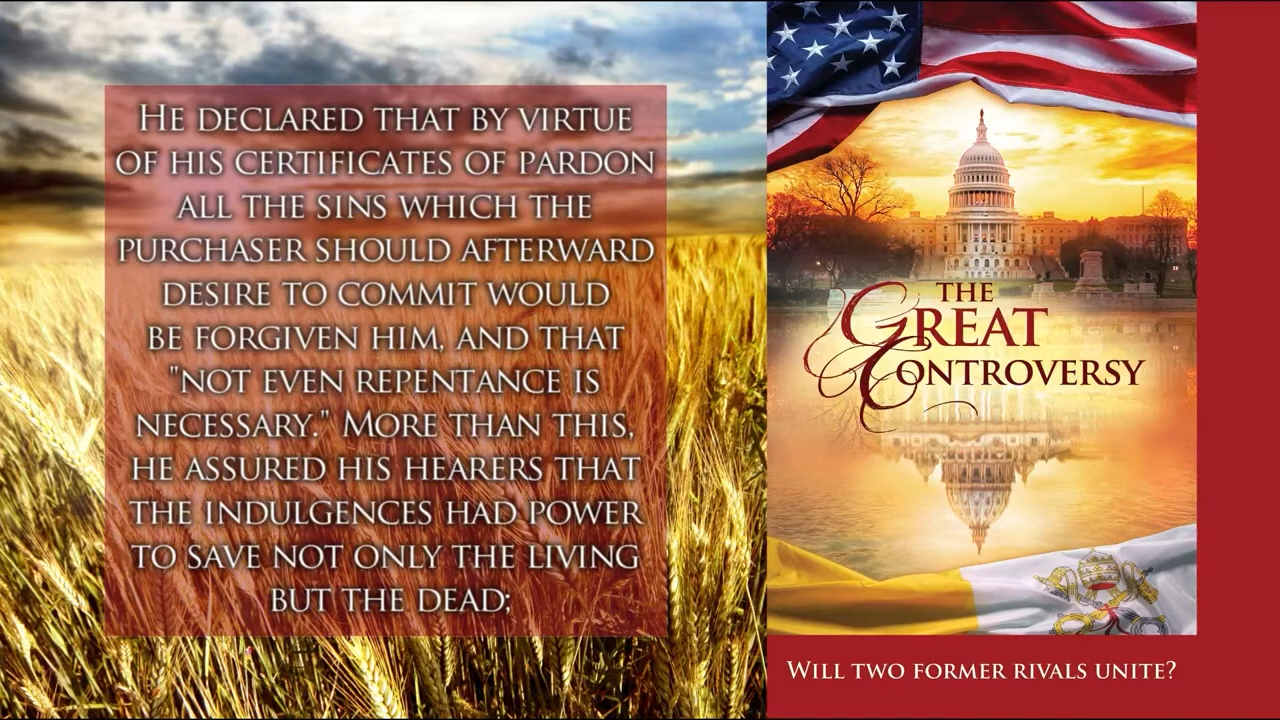 He declared that by virtue
of his certificates of pardon
all the sins which the
purchaser should afterward
desire to commit would
be forgiven him, and that
"not even repentance is
necessary." More than this,
he assured his hearers that
the indulgences had power
to save not only the living
but the dead;
The
Great
Controversy
Will two former rivals unite?